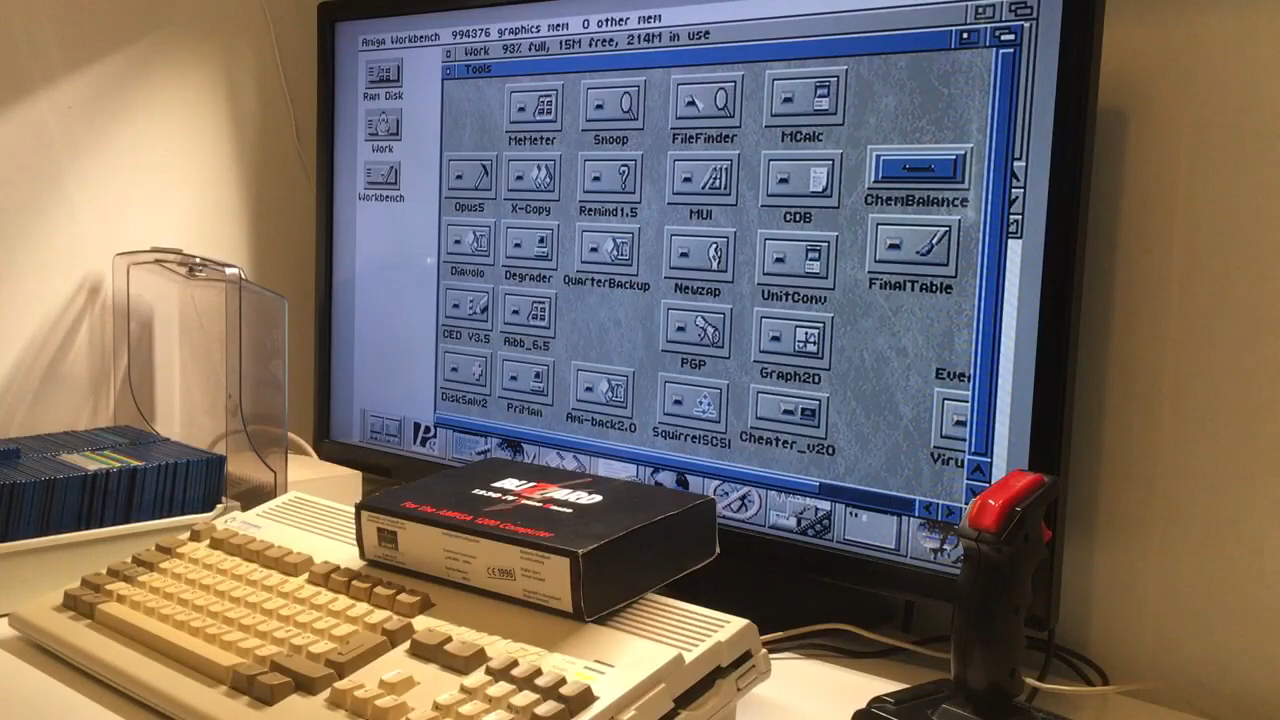 Amiga Workbench 994376 graphics mem 0 other mem
Work 93% full, 15M free, 214M in use
Tools
Ram Disk
Work
Workbench
MeMeter Snoop FileFinder MCalc
Opus5 X-Copy Remind1.5 MUI CDB ChemBalance
Diavolo Degrader QuarterBackup Newzap UnitConv FinalTable
CED V3.5 Aibb_6.5 PGP Graph2D
DiskSalv2 PriMan Ami-back2.0 SquirrelSCSI Cheater_v20
Ever
Viru
BLIZZARD
For the AMIGA 1200 Computer
CE 1996